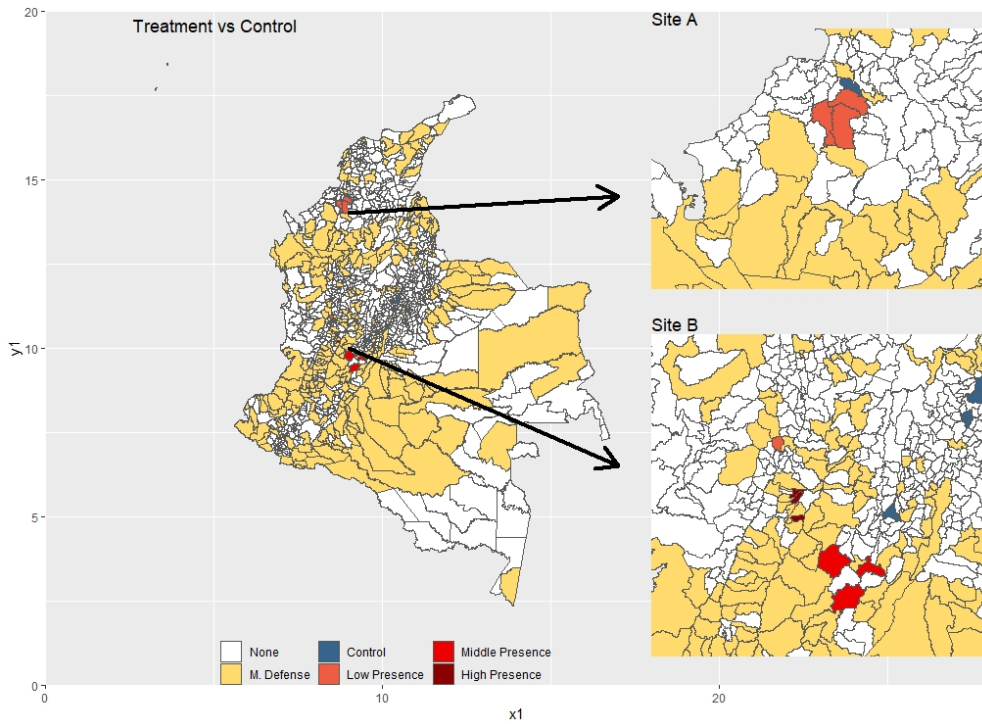 Treatment vs Control
Site A
Site B
20
15
10
5
0
y1
None
Control
Middle Presence
M. Defense
Low Presence
High Presence
0
10
20
x1